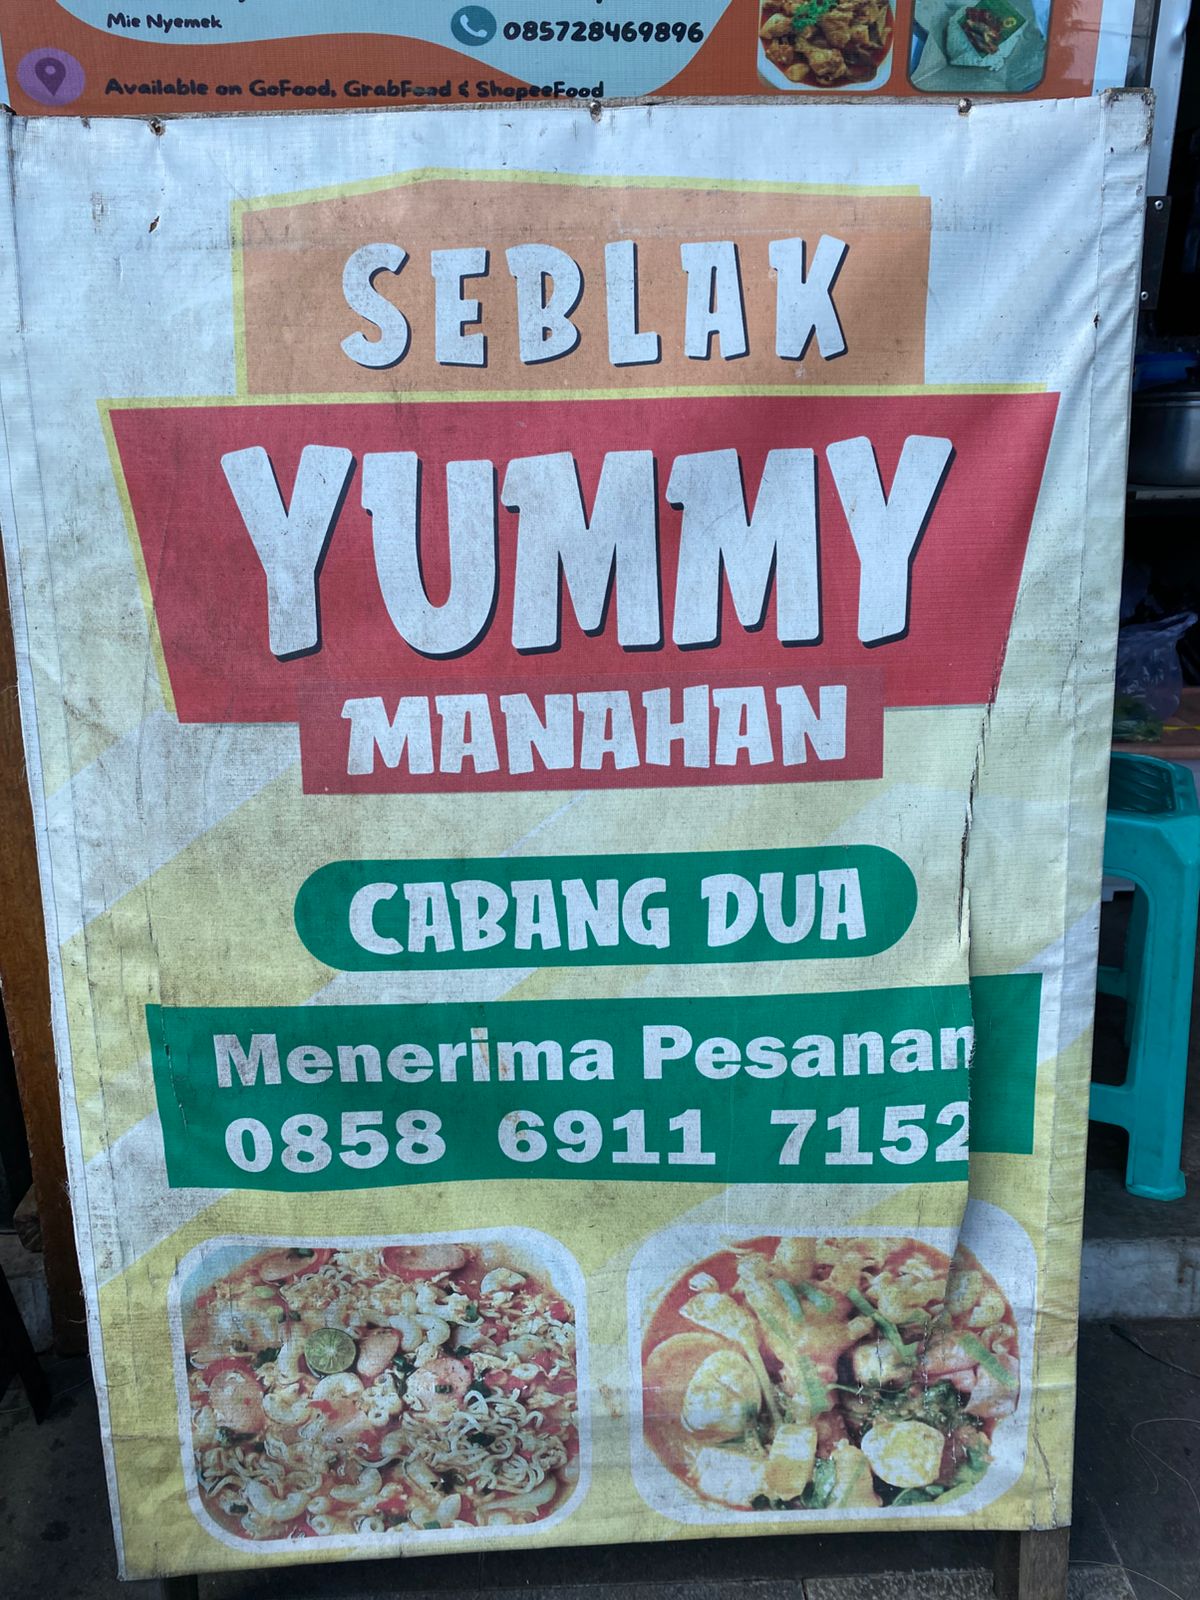 Mie Nyemek
085728469896
Available on GoFood, GrabFood & ShopeeFood
SEBLAK
YUMMY
MANAHAN
CABANG DUA
Menerima Pesanan
0858 6911 7152